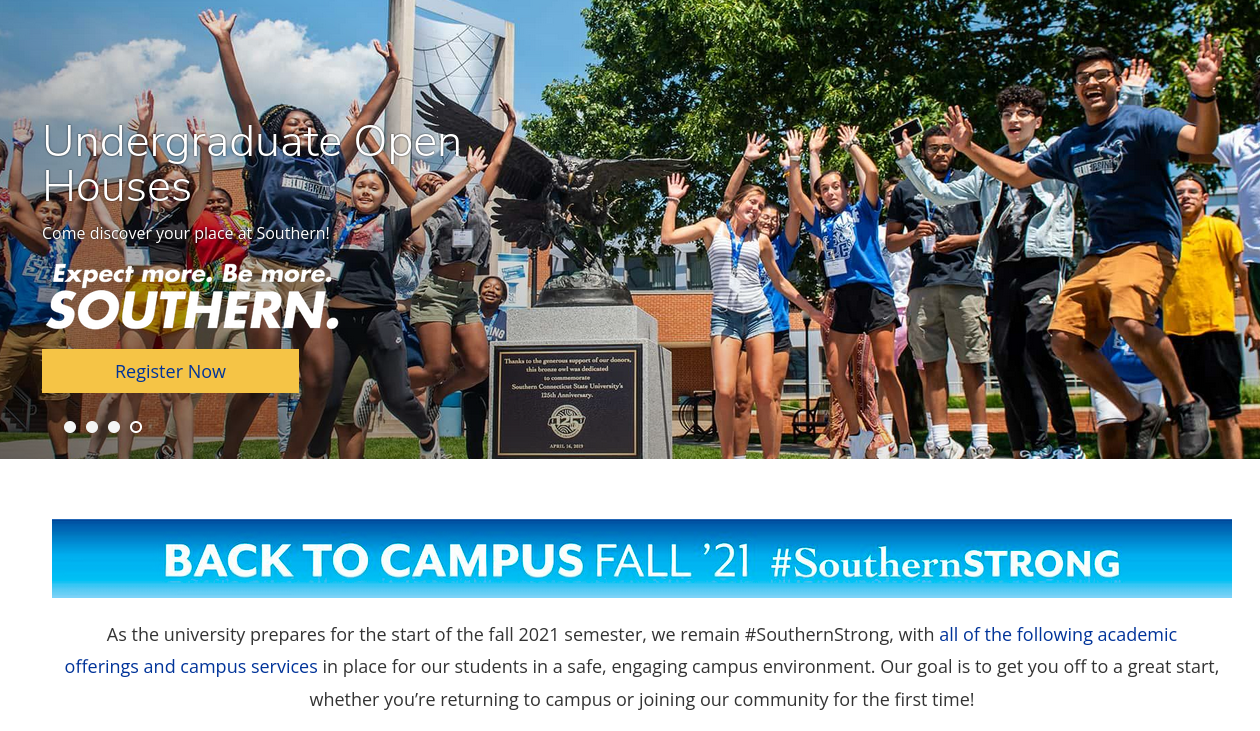 Undergraduate Open
Houses
Come discover your place at Southern!
Expect more. Be more.
SOUTHERN.
Register Now
Thanks to the generous support of our donors,
this bronze owl was dedicated
to commemorate
Southern Connecticut State University's
125th Anniversary.
125
APRIL 16, 2019
BACK TO CAMPUS FALL ’21 #SouthernSTRONG
As the university prepares for the start of the fall 2021 semester, we remain #SouthernStrong, with all of the following academic
offerings and campus services in place for our students in a safe, engaging campus environment. Our goal is to get you off to a great start,
whether you’re returning to campus or joining our community for the first time!